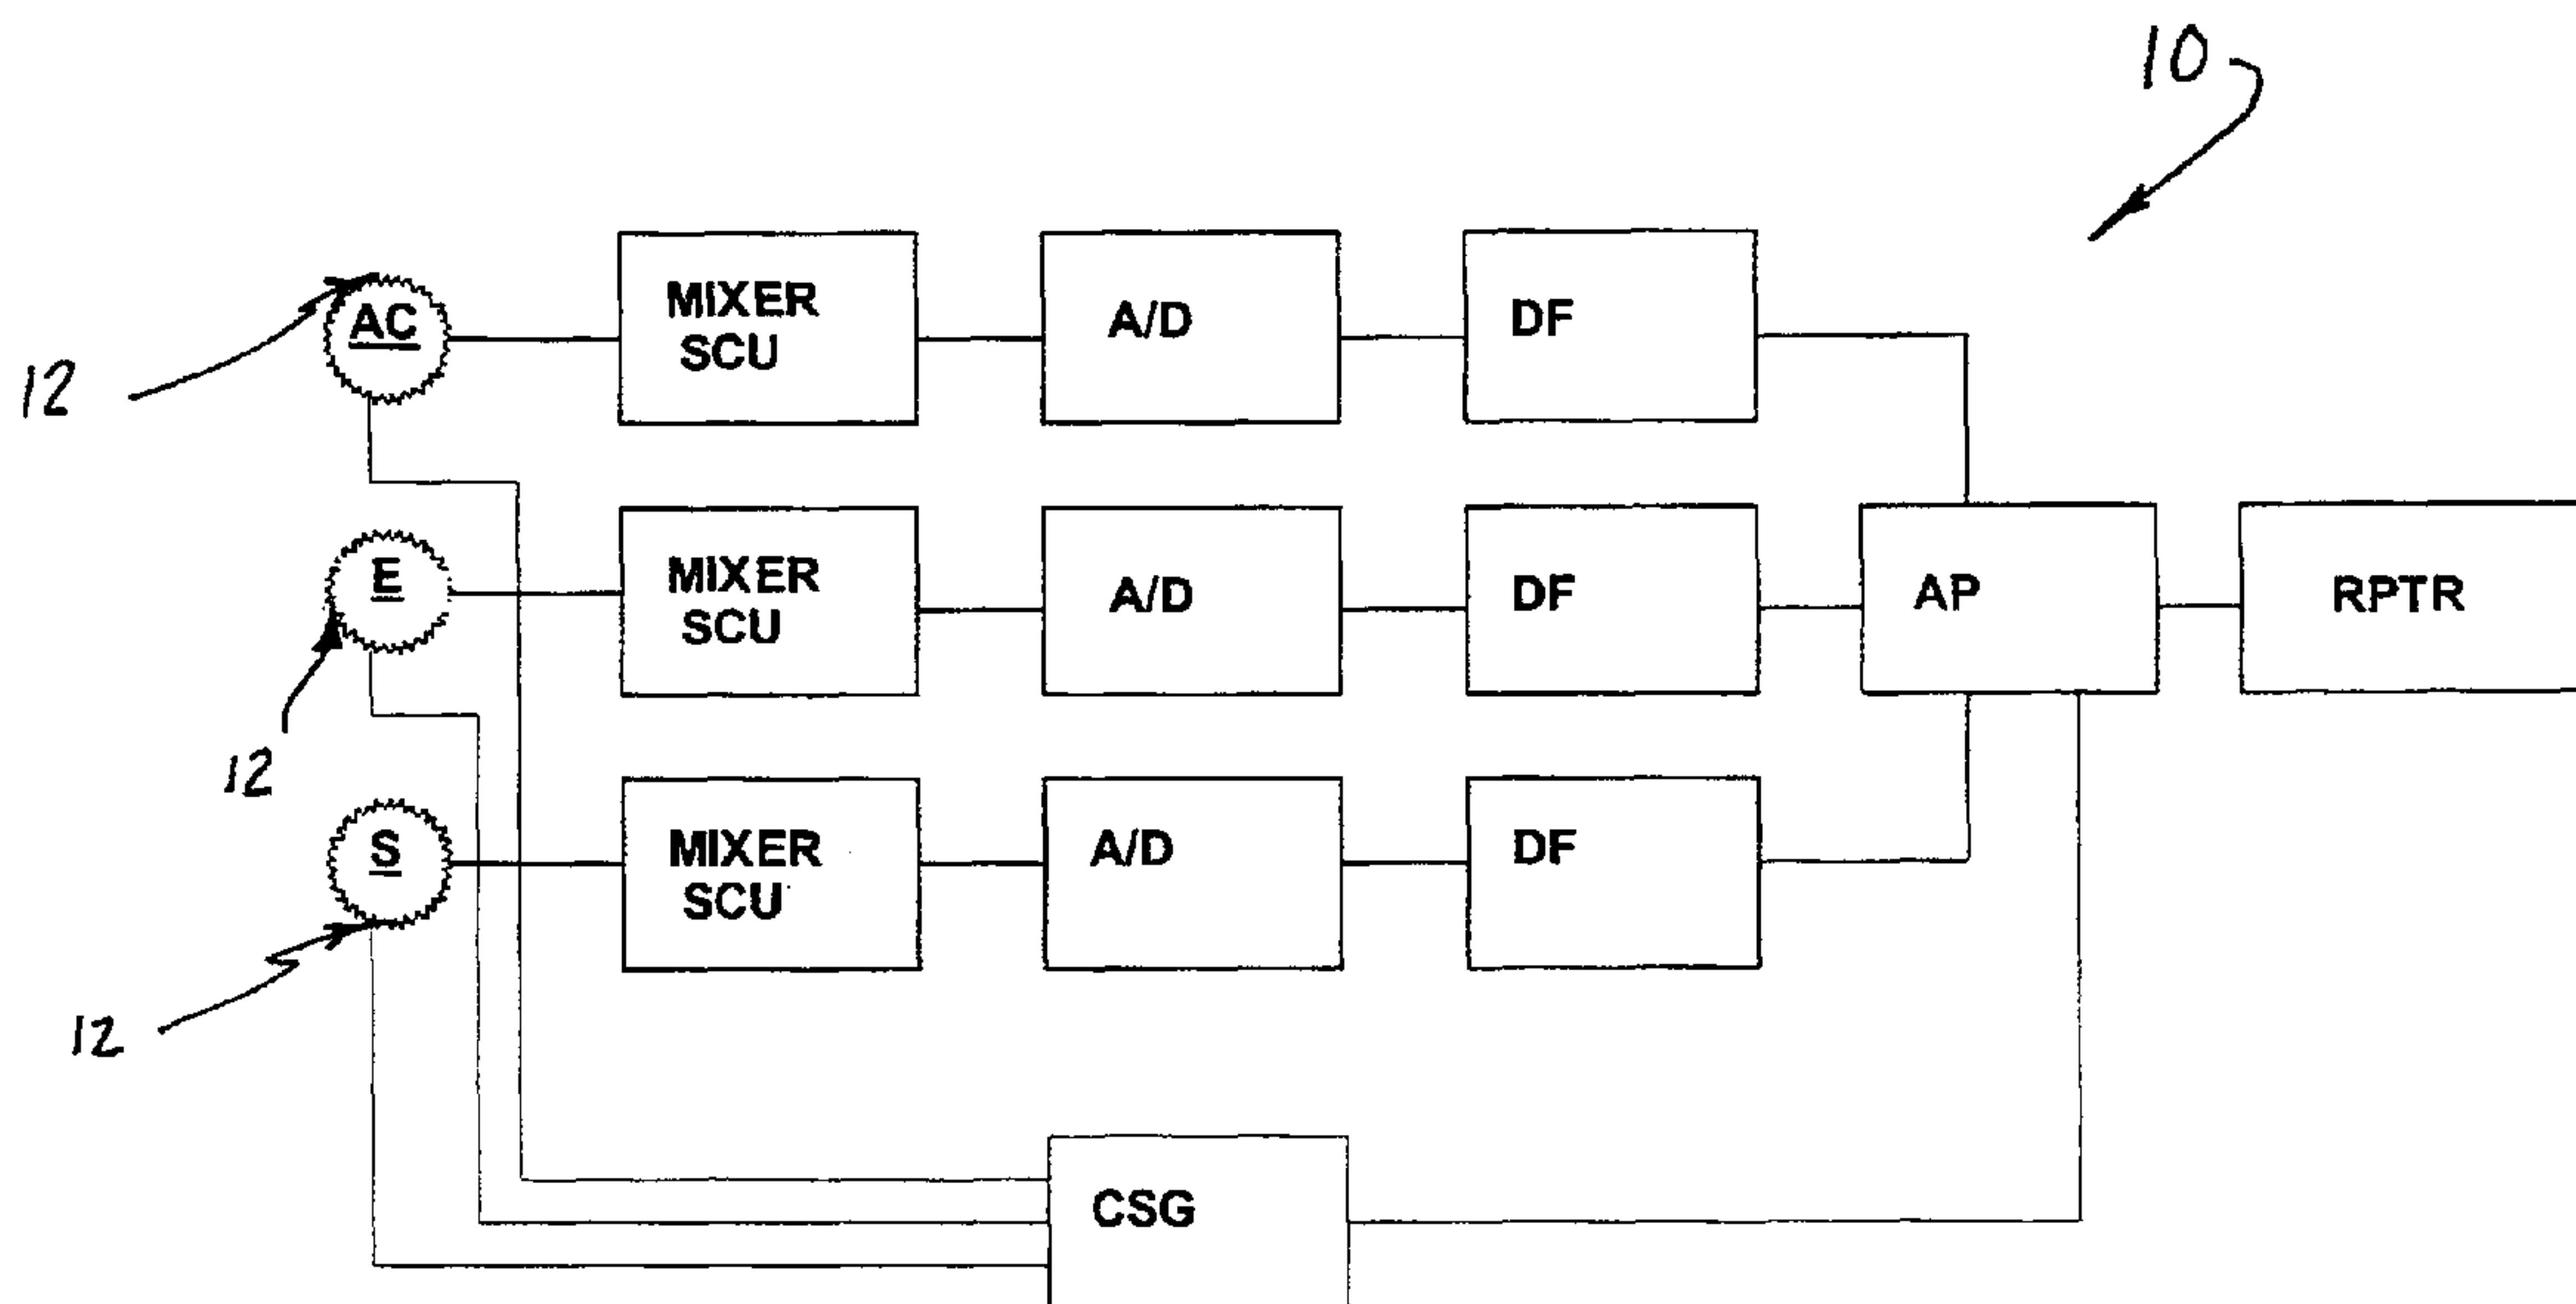 10
12
AC
MIXER
SCU
A/D
DF
E
MIXER
SCU
A/D
DF
AP
RPTR
12
S
MIXER
SCU
A/D
DF
12
CSG